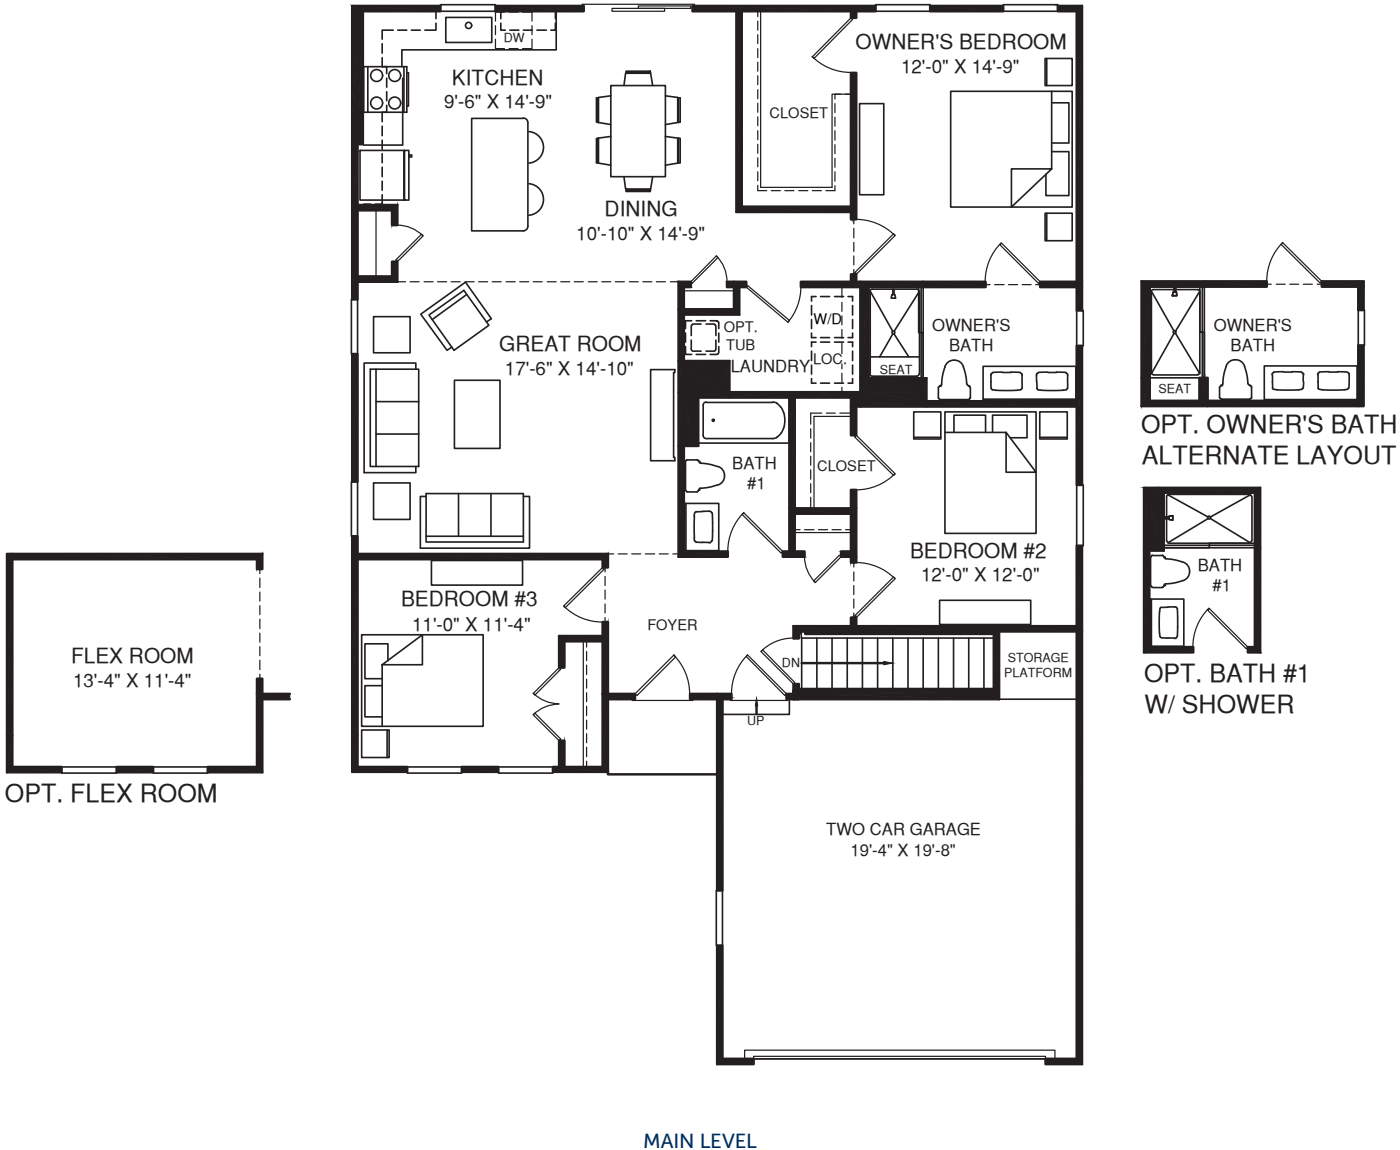 DW
KITCHEN
9'-6" X 14'-9"
DINING
10'-10" X 14'-9"
CLOSET
OWNER'S BEDROOM
12'-0" X 14'-9"
GREAT ROOM
17'-6" X 14'-10"
OPT.
TUB
LAUNDRY
W/D
LOC.
SEAT
OWNER'S
BATH
BATH
#1
CLOSET
BEDROOM #2
12'-0" X 12'-0"
BEDROOM #3
11'-0" X 11'-4"
FOYER
DN
STORAGE
PLATFORM
UP
TWO CAR GARAGE
19'-4" X 19'-8"
FLEX ROOM
13'-4" X 11'-4"
OPT. FLEX ROOM
OWNER'S
BATH
SEAT
OPT. OWNER'S BATH
ALTERNATE LAYOUT
BATH
#1
OPT. BATH #1
W/ SHOWER
MAIN LEVEL